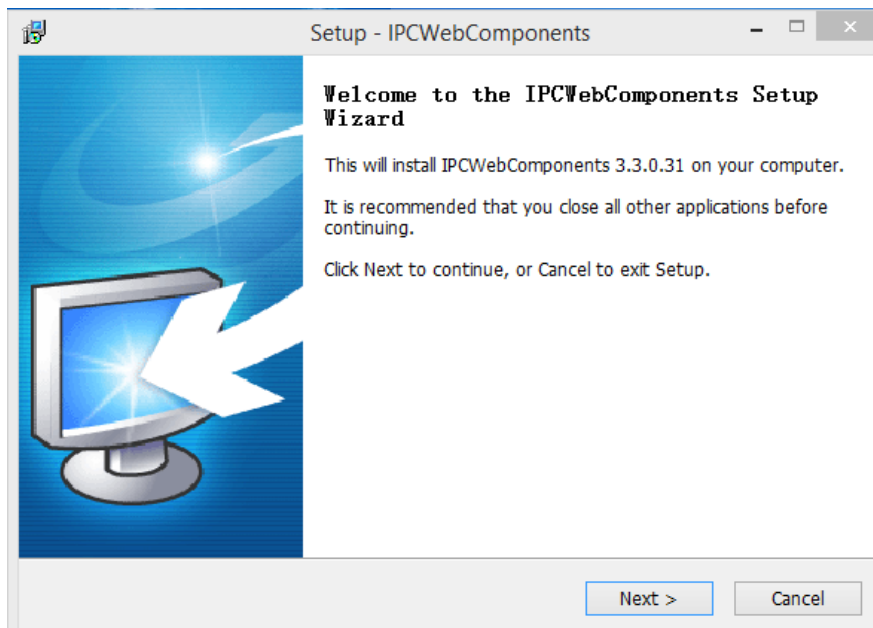 Setup - IPCWebComponents
Welcome to the IPCWebComponents Setup
Wizard
This will install IPCWebComponents 3.3.0.31 on your computer.
It is recommended that you close all other applications before
continuing.
Click Next to continue, or Cancel to exit Setup.
Next >
Cancel